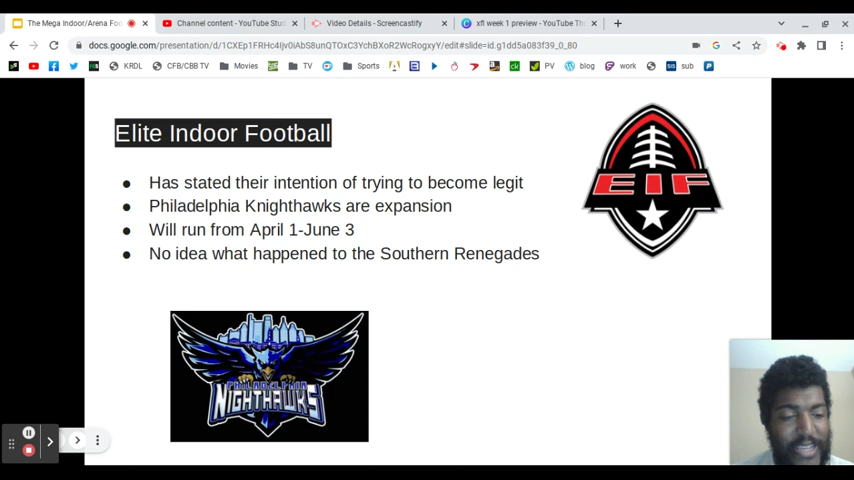 The Mega Indoor/Arena Foo
Channel content - YouTube Stud
Video Details - Screencastify
xfl week 1 preview - YouTube Th
docs.google.com/presentation/d/1CXEp1FRHc4Ijv0iAbS8unQTOxC3YchBXoR2WcRogxyY/edit#slide=id.g1dd5a083f39_0_80
KRDL
CFB/CBB TV
Movies
TV
Sports
PV
blog
work
sub
Elite Indoor Football
Has stated their intention of trying to become legit
Philadelphia Knighthawks are expansion
Will run from April 1-June 3
No idea what happened to the Southern Renegades
EIF
PHILADELPHIA
NIGHTHAWKS